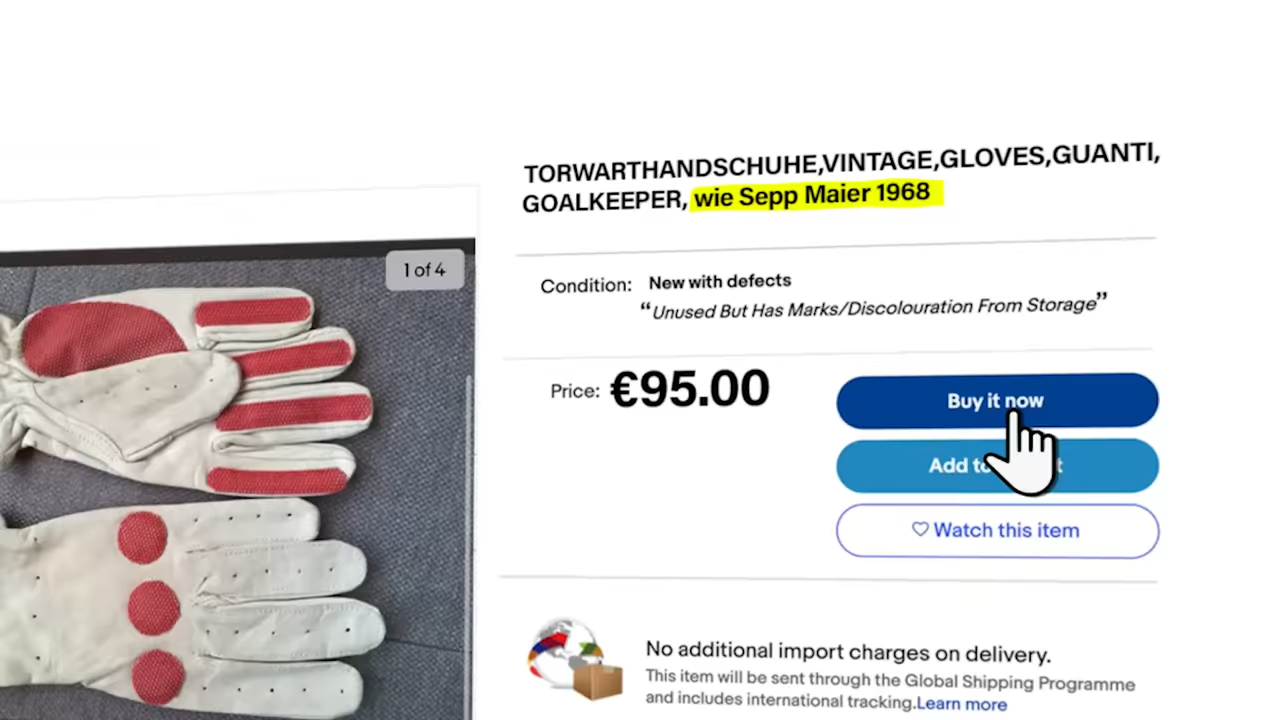 TORWARTHANDSCHUHE,VINTAGE,GLOVES,GUANTI,
GOALKEEPER, wie Sepp Maier 1968
1 of 4
Condition: New with defects
“Unused But Has Marks/Discolouration From Storage”
Price: €95.00
Buy it now
Add to
Watch this item
No additional import charges on delivery.
This item will be sent through the Global Shipping Programme
and includes international tracking.Learn more